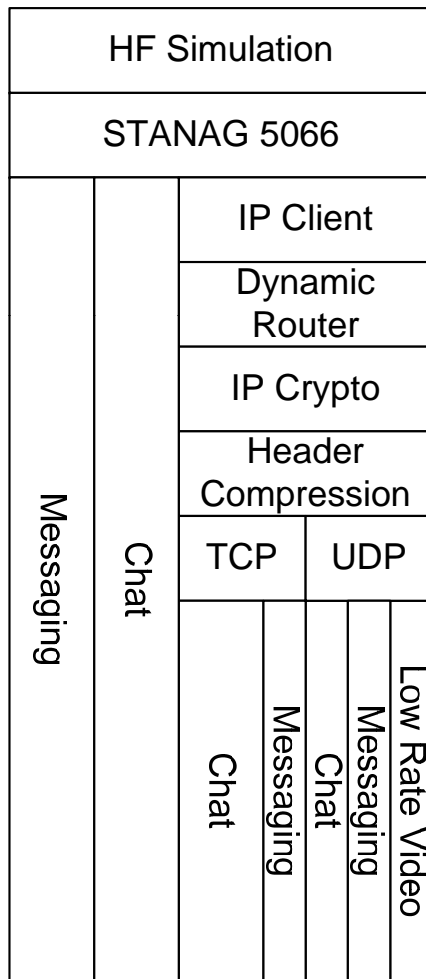 HF Simulation
STANAG 5066
IP Client
Dynamic
Router
IP Crypto
Header
Compression
Messaging
Chat
TCP
UDP
Chat
Messaging
Chat
Messaging
Low Rate Video